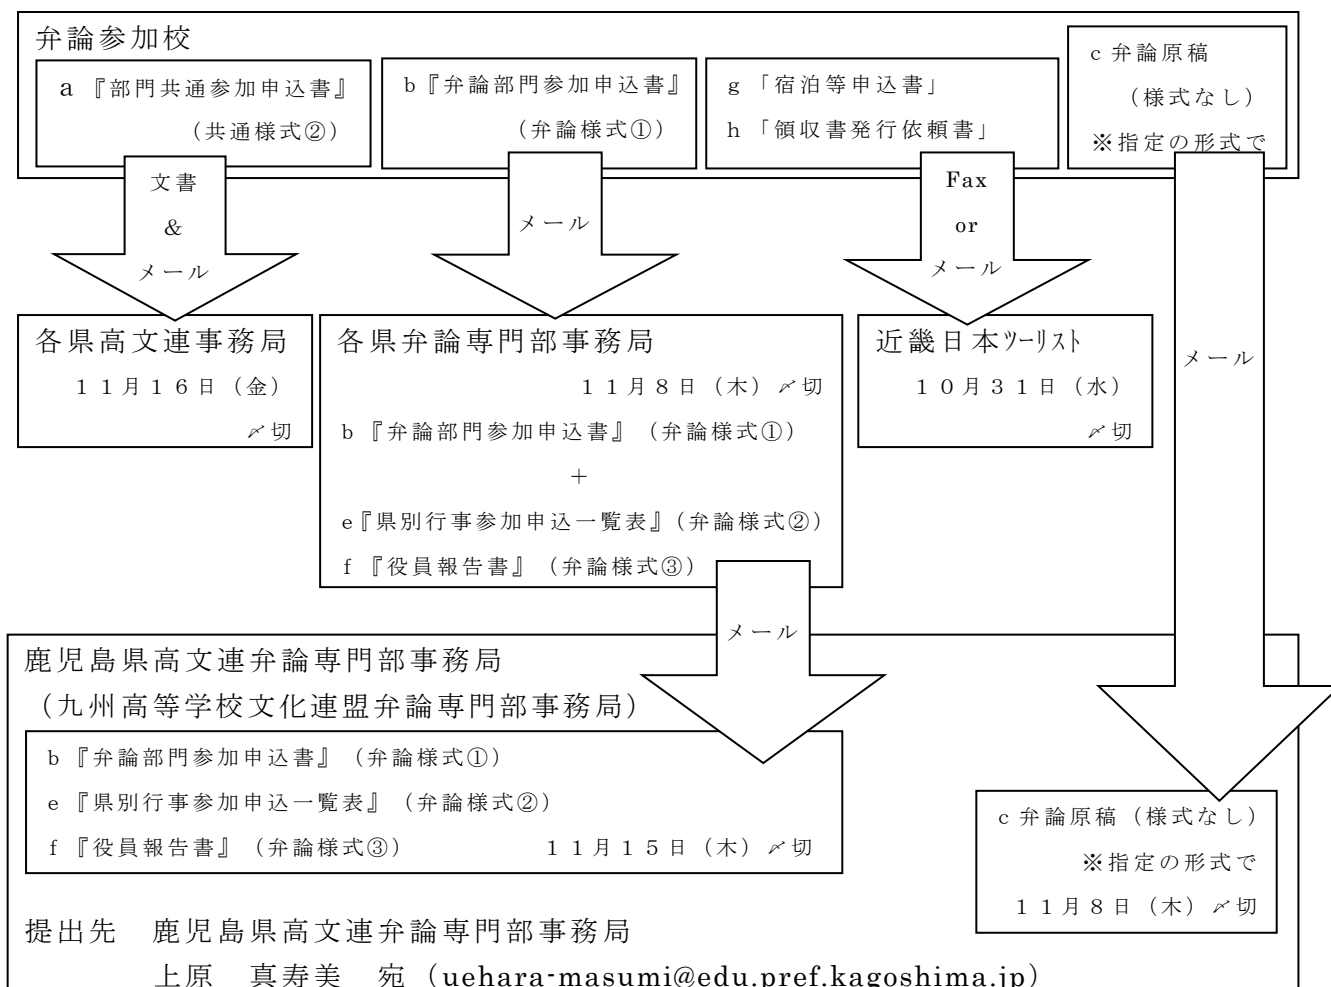 弁論参加校
a 『部門共通参加申込書』
(共通様式②)
b『弁論部門参加申込書』
(弁論様式①)
g 「宿泊等申込書」
h 「領収書発行依頼書」
c 弁論原稿
(様式なし)
※指定の形式で
文書
&
メール
メール
Fax
or
メール
メール
各県高文連事務局
11月16日(金)
〆切
各県弁論専門部事務局
11月8日(木)〆切
b 『弁論部門参加申込書』(弁論様式①)
+
e『県別行事参加申込一覧表』(弁論様式②)
f 『役員報告書』(弁論様式③)
近畿日本ツーリスト
10月31日(水)
〆切
メール
鹿児島県高文連弁論専門部事務局
(九州高等学校文化連盟弁論専門部事務局)
b 『弁論部門参加申込書』(弁論様式①)
e 『県別行事参加申込一覧表』(弁論様式②)
f 『役員報告書』(弁論様式③) 11月15日(木)〆切
c 弁論原稿(様式なし)
※指定の形式で
11月8日(木)〆切
提出先 鹿児島県高文連弁論専門部事務局
上原 真寿美 宛(uehara-masumi@edu.pref.kagoshima.jp)